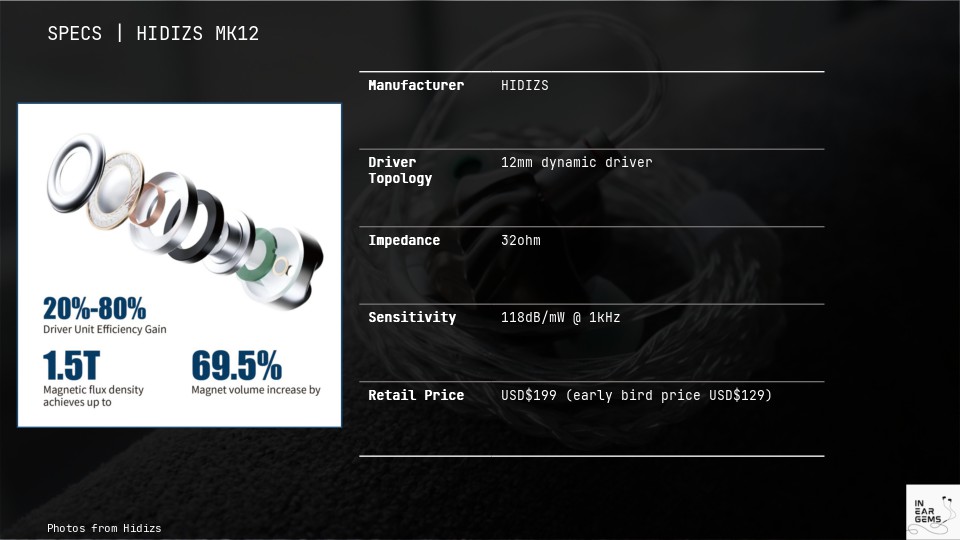 SPECS | HIDIZS MK12
Manufacturer HIDIZS
Driver 12mm dynamic driver
Topology
Impedance 32ohm
Sensitivity 118dB/mW @ 1kHz
Retail Price USD$199 (early bird price USD$129)
20%-80%
Driver Unit Efficiency Gain
1.5T
Magnetic flux density
achieves up to
69.5%
Magnet volume increase by
Photos from Hidizs
IN
EAR
GEMS